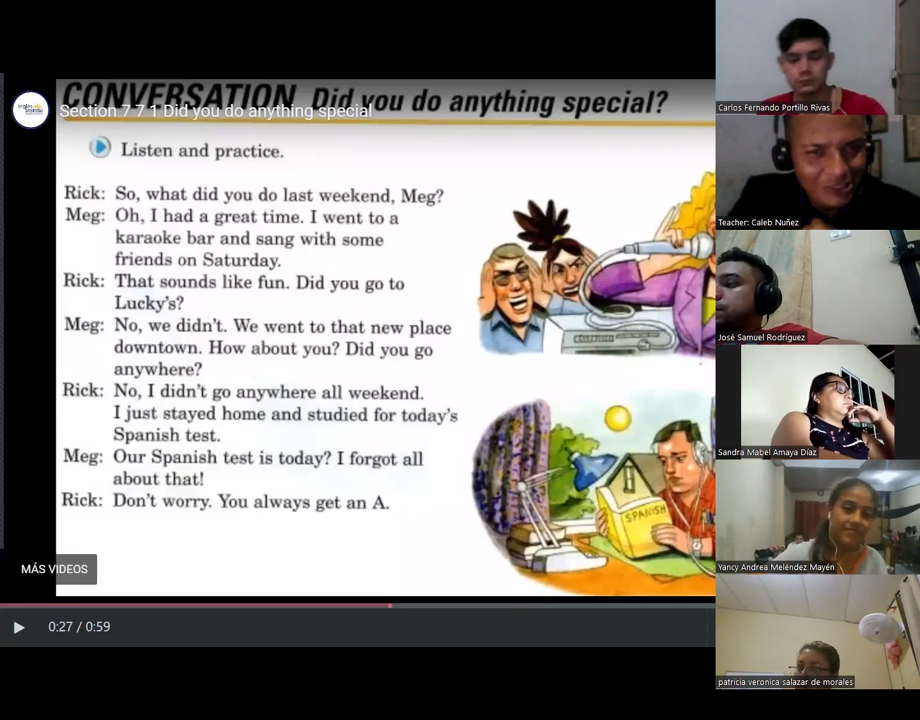 CONVERSATION Did you do anything special?
Section 7 7 1 Did you do anything special
Listen and practice.
Rick: So, what did you do last weekend, Meg?
Meg: Oh, I had a great time. I went to a
karaoke bar and sang with some
friends on Saturday.
Rick: That sounds like fun. Did you go to
Lucky's?
Meg: No, we didn't. We went to that new place
downtown. How about you? Did you go
anywhere?
Rick: No, I didn't go anywhere all weekend.
I just stayed home and studied for today's
Spanish test.
Meg: Our Spanish test is today? I forgot all
about that!
Rick: Don't worry. You always get an A.
SPANISH
MÁS VIDEOS
0:27 / 0:59
Carlos Fernando Portillo Rivas
Teacher: Caleb Nuñez
José Samuel Rodríguez
Sandra Mabel Amaya Díaz
Yancy Andrea Meléndez Mayén
patricia veronica salazar de morales